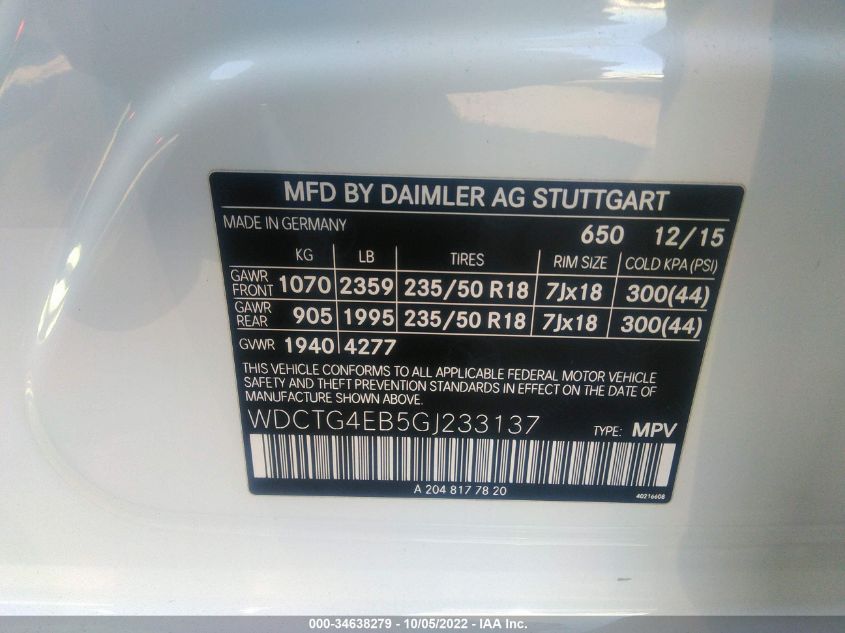 MFD BY DAIMLER AG STUTTGART
MADE IN GERMANY 650 12/15
KG LB TIRES RIM SIZE COLD KPA (PSI)
GAWR FRONT 1070 2359 235/50 R18 7Jx18 300(44)
GAWR REAR 905 1995 235/50 R18 7Jx18 300(44)
GVWR 1940 4277
THIS VEHICLE CONFORMS TO ALL APPLICABLE FEDERAL MOTOR VEHICLE
SAFETY AND THEFT PREVENTION STANDARDS IN EFFECT ON THE DATE OF
MANUFACTURE SHOWN ABOVE.
WDCTG4EB5GJ233137 TYPE: MPV
A 204 817 78 20 40216608
000-34638279 - 10/05/2022 - IAA Inc.